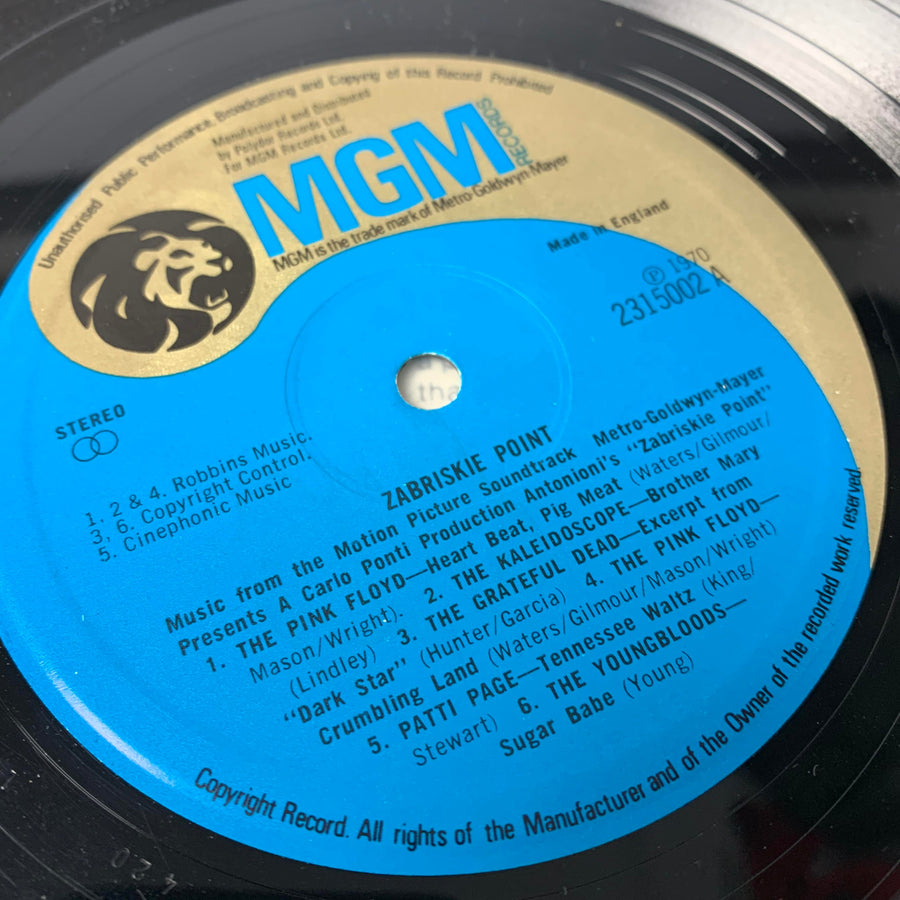 Unauthorised Public Performance, Broadcasting and Copying of this Record Prohibited
Manufactured and Distributed
by Polydor Records Ltd.
For MGM Records Ltd.
MGM RECORDS
MGM is the trade mark of Metro-Goldwyn-Mayer
Made in England
Ⓟ 1970
2315002 A
STEREO
1, 2 & 4. Robbins Music.
3, 6. Copyright Control.
5. Cinephonic Music
ZABRISKIE POINT
Music from the Motion Picture Soundtrack Metro-Goldwyn-Mayer
Presents A Carlo Ponti Production Antonioni's "Zabriskie Point"
1. THE PINK FLOYD—Heart Beat, Pig Meat (Waters/Gilmour/
Mason/Wright). 2. THE KALEIDOSCOPE—Brother Mary
(Lindley) 3. THE GRATEFUL DEAD—Excerpt from
"Dark Star" (Hunter/Garcia) 4. THE PINK FLOYD—
Crumbling Land (Waters/Gilmour/Mason/Wright)
5. PATTI PAGE—Tennessee Waltz (King/
Stewart) 6. THE YOUNGBLOODS—
Sugar Babe (Young)
Copyright Record. All rights of the Manufacturer and of the Owner of the recorded work reserved.